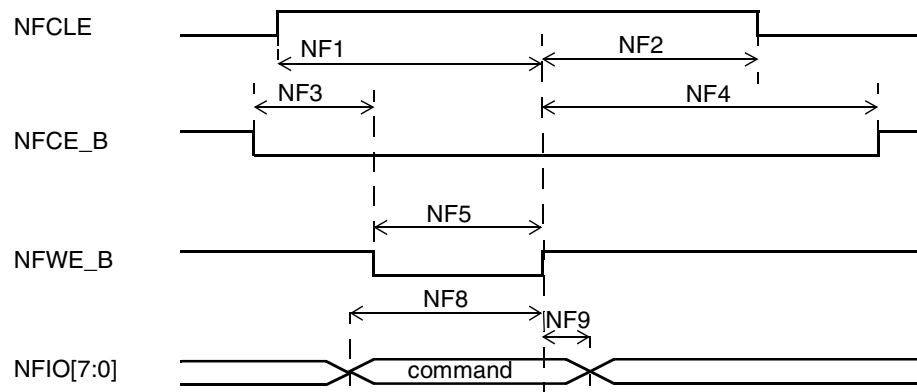 NFCLE
NF1
NF2
NF3
NF4
NFCE_B
NF5
NFWE_B
NF8
NF9
NFIO[7:0]
command